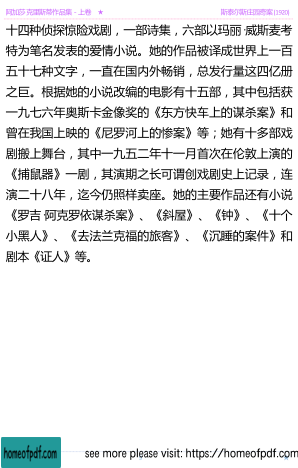 阿加莎 克里斯蒂作品集－上卷 ★ 斯泰尔斯庄园奇案(1920)
十四种侦探惊险戏剧，一部诗集，六部以玛丽·威斯麦考
特为笔名发表的爱情小说。她的作品被译成世界上一百
五十七种文字，一直在国内外畅销，总发行量这四亿册
之巨。根据她的小说改编的电影有十五部，其中包括获
一九七六年奥斯卡金像奖的《东方快车上的谋杀案》和
曾在我国上映的《尼罗河上的惨案》等；她有十多部戏
剧搬上舞台，其中一九五二年十一月首次在伦敦上演的
《捕鼠器》一剧，其演期之长可谓创戏剧史上记录，连
演二十八年，迄今仍照样卖座。她的主要作品还有小说
《罗吉 阿克罗依谋杀案》、《斜屋》、《钟》、《十个
小黑人》、《去法兰克福的旅客》、《沉睡的案件》和
剧本《证人》等。
homeofpdf.com see more please visit: https://homeofpdf.com